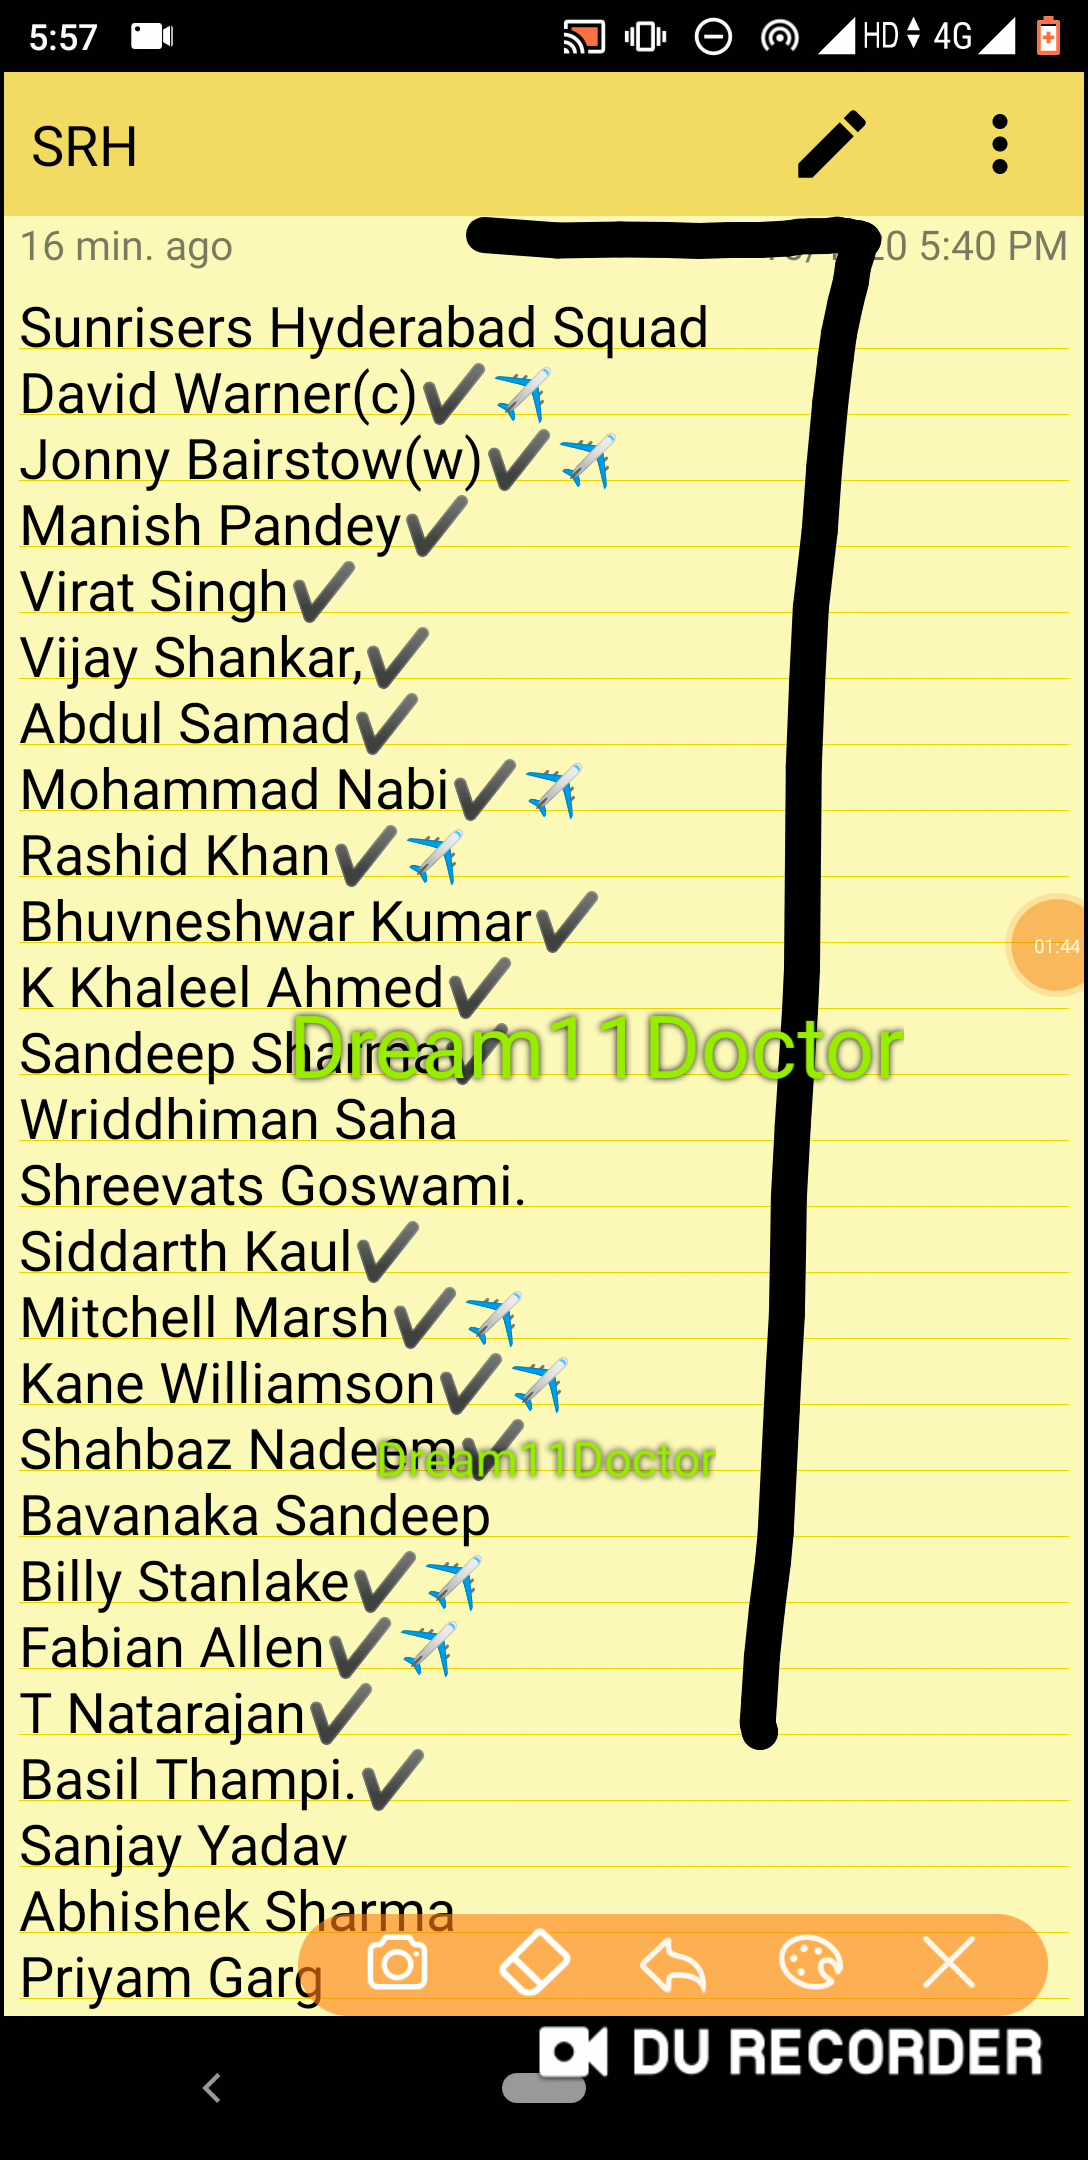 5:57 HD 4G
SRH
16 min. ago 20 5:40 PM
Sunrisers Hyderabad Squad
David Warner(c)✔✈
Jonny Bairstow(w)✔✈
Manish Pandey✔
Virat Singh✔
Vijay Shankar,✔
Abdul Samad✔
Mohammad Nabi✔✈
Rashid Khan✔✈
Bhuvneshwar Kumar✔
01:44
K Khaleel Ahmed✔
Sandeep Sharma✔
Dream11Doctor
Wriddhiman Saha
Shreevats Goswami.
Siddarth Kaul✔
Mitchell Marsh✔✈
Kane Williamson✔✈
Shahbaz Nadeem✔
Dream11Doctor
Bavanaka Sandeep
Billy Stanlake✔✈
Fabian Allen✔✈
T Natarajan✔
Basil Thampi.✔
Sanjay Yadav
Abhishek Sharma
Priyam Garg
DU RECORDER